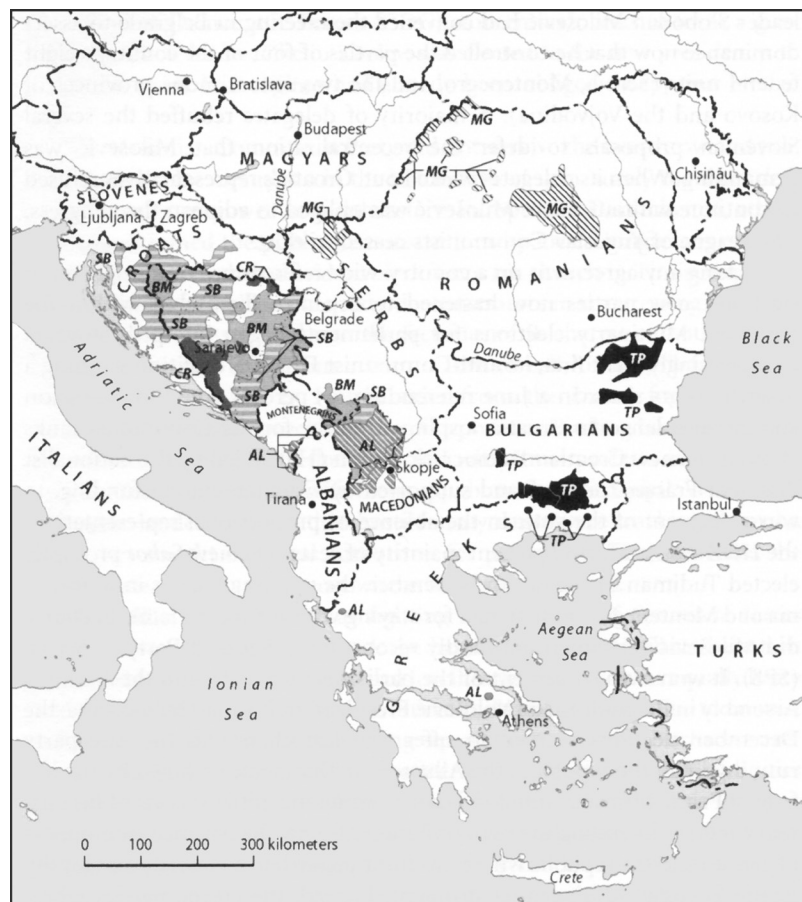 Vienna
Bratislava
Budapest
MAGYARS
MG
MG
Chișinău
SLOVENES
Danube
MG
MG
Ljubljana
Zagreb
CROATS
SB
CR
ROMANIANS
BM
SB
SERBS
Belgrade
Bucharest
SB
BM
SB
Sarajevo
Danube
TP
Black
Sea
CR
BM
SB
Adriatic
Sea
SB
MONTENEGRINS
TP
Sofia
BULGARIANS
AL
AL
ITALIANS
Skopje
TP
TP
ALBANIANS
Tirana
MACEDONIANS
Istanbul
TP
GREEKS
AL
Aegean
Sea
TURKS
Ionian
Sea
AL
Athens
0 100 200 300 kilometers
Crete